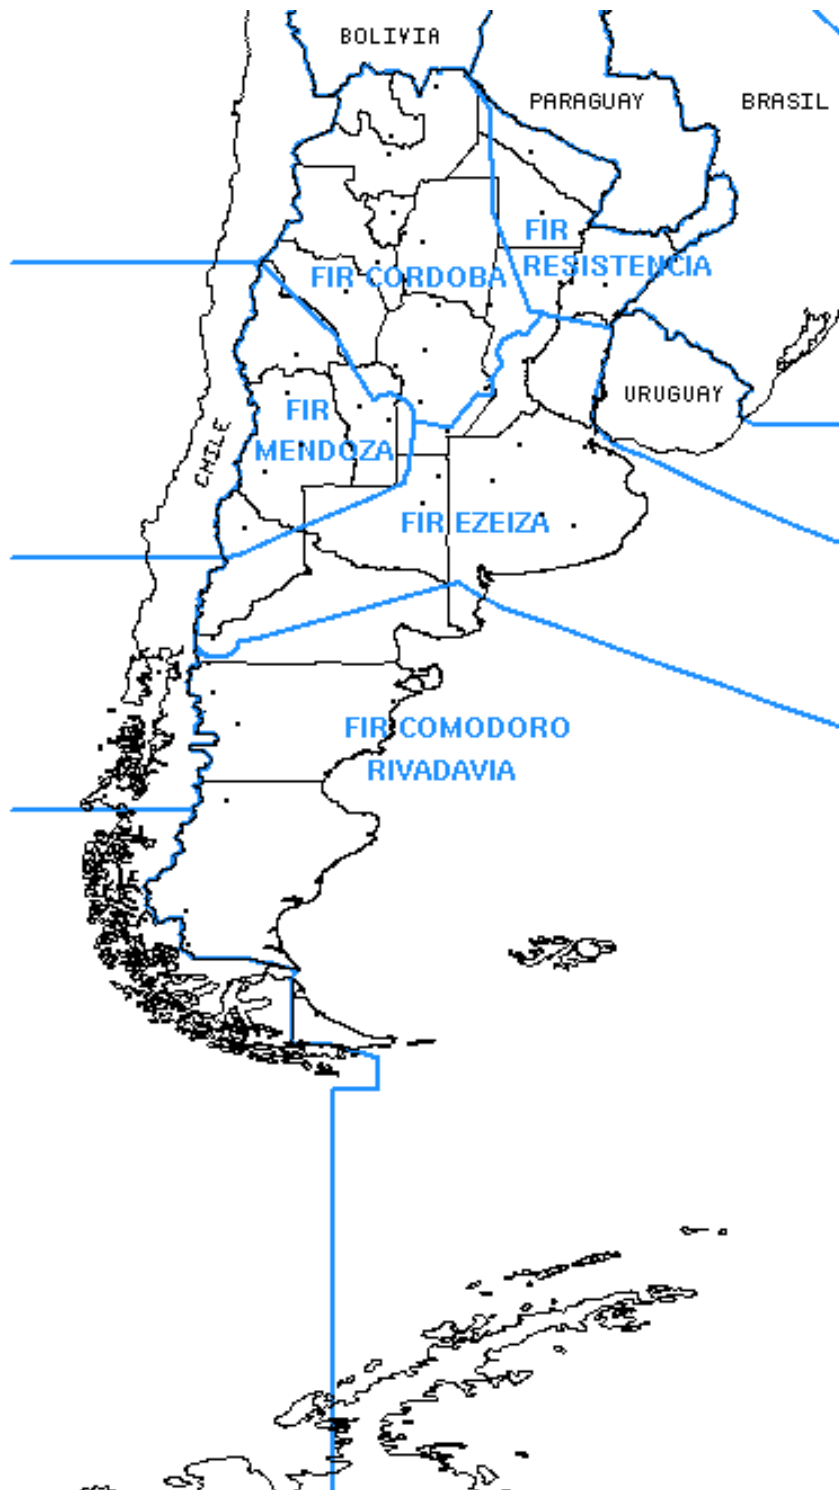 BOLIVIA
PARAGUAY
BRASIL
FIR
RESISTENCIA
FIR CORDOBA
URUGUAY
FIR
MENDOZA
CHILE
FIR EZEIZA
FIR COMODORO
RIVADAVIA